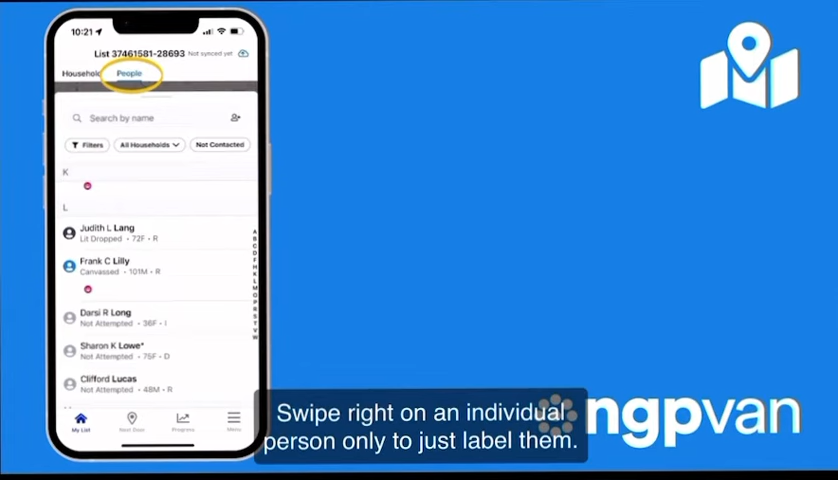 10:21
List 37461581-28693 Not synced yet
Household People
Search by name
Filters All Households Not Contacted
K
L
Judith L Lang
Lit Dropped • 72F • R
Frank C Lilly
Canvassed • 101M • R
Darsi R Long
Not Attempted • 36F • I
Sharon K Lowe*
Not Attempted • 75F • D
Clifford Lucas
Not Attempted • 48M • R
A
B
C
D
E
F
G
H
K
L
M
O
P
R
S
T
V
W
My List Next Door Progress Menu
Swipe right on an individual
person only to just label them.
ngpvan